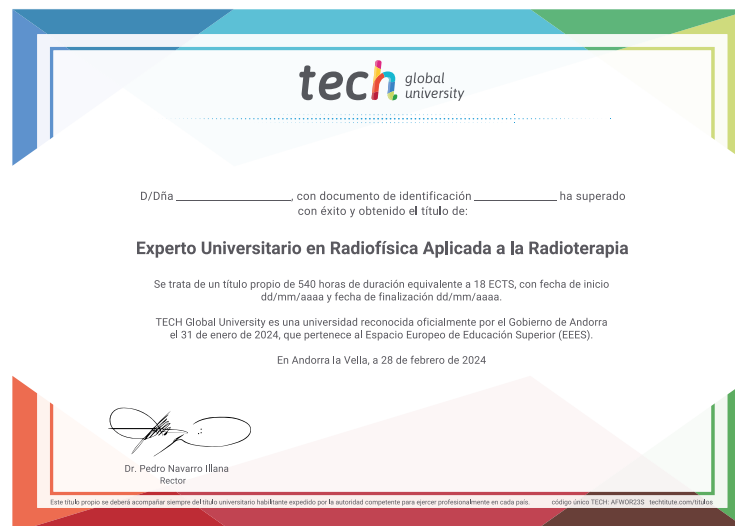 tech global
university
D/Dña ______________, con documento de identificación __________ ha superado
con éxito y obtenido el título de:
Experto Universitario en Radiofísica Aplicada a la Radioterapia
Se trata de un título propio de 540 horas de duración equivalente a 18 ECTS, con fecha de inicio
dd/mm/aaaa y fecha de finalización dd/mm/aaaa.
TECH Global University es una universidad reconocida oficialmente por el Gobierno de Andorra
el 31 de enero de 2024, que pertenece al Espacio Europeo de Educación Superior (EEES).
En Andorra la Vella, a 28 de febrero de 2024
Dr. Pedro Navarro Illana
Rector
Este título propio se deberá acompañar siempre del título universitario habilitante expedido por la autoridad competente para ejercer profesionalmente en cada país. código único TECH: AFWOR23S techtitute.com/titulos